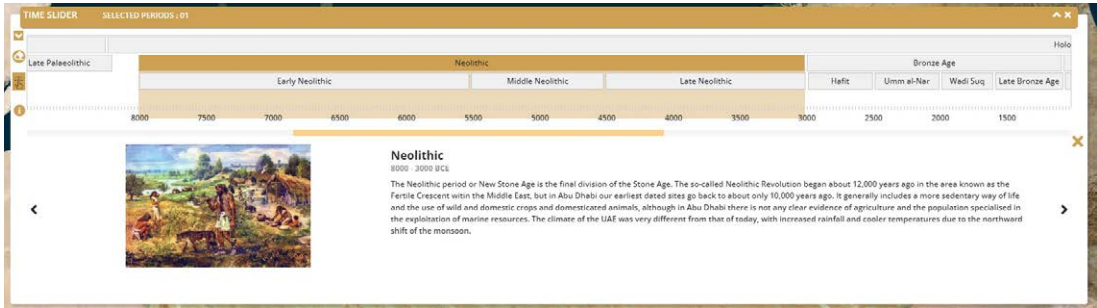 TIME SLIDER SELECTED PERIODS : 01
Holo
Late Palaeolithic Neolithic Bronze Age
Early Neolithic Middle Neolithic Late Neolithic Hafit Umm al-Nar Wadi Suq Late Bronze Age
8000 7500 7000 6500 6000 5500 5000 4500 4000 3500 3000 2500 2000 1500
Neolithic
8000 - 3000 BCE
The Neolithic period or New Stone Age is the final division of the Stone Age. The so-called Neolithic Revolution began about 12,000 years ago in the area known as the
Fertile Crescent witin the Middle East, but in Abu Dhabi our earliest dated sites go back to about only 10,000 years ago. It generally includes a more sedentary way of life
and the use of wild and domestic crops and domesticated animals, although in Abu Dhabi there is not any clear evidence of agriculture and the population specialised in
the exploitation of marine resources. The climate of the UAE was very different from that of today, with increased rainfall and cooler temperatures due to the northward
shift of the monsoon.